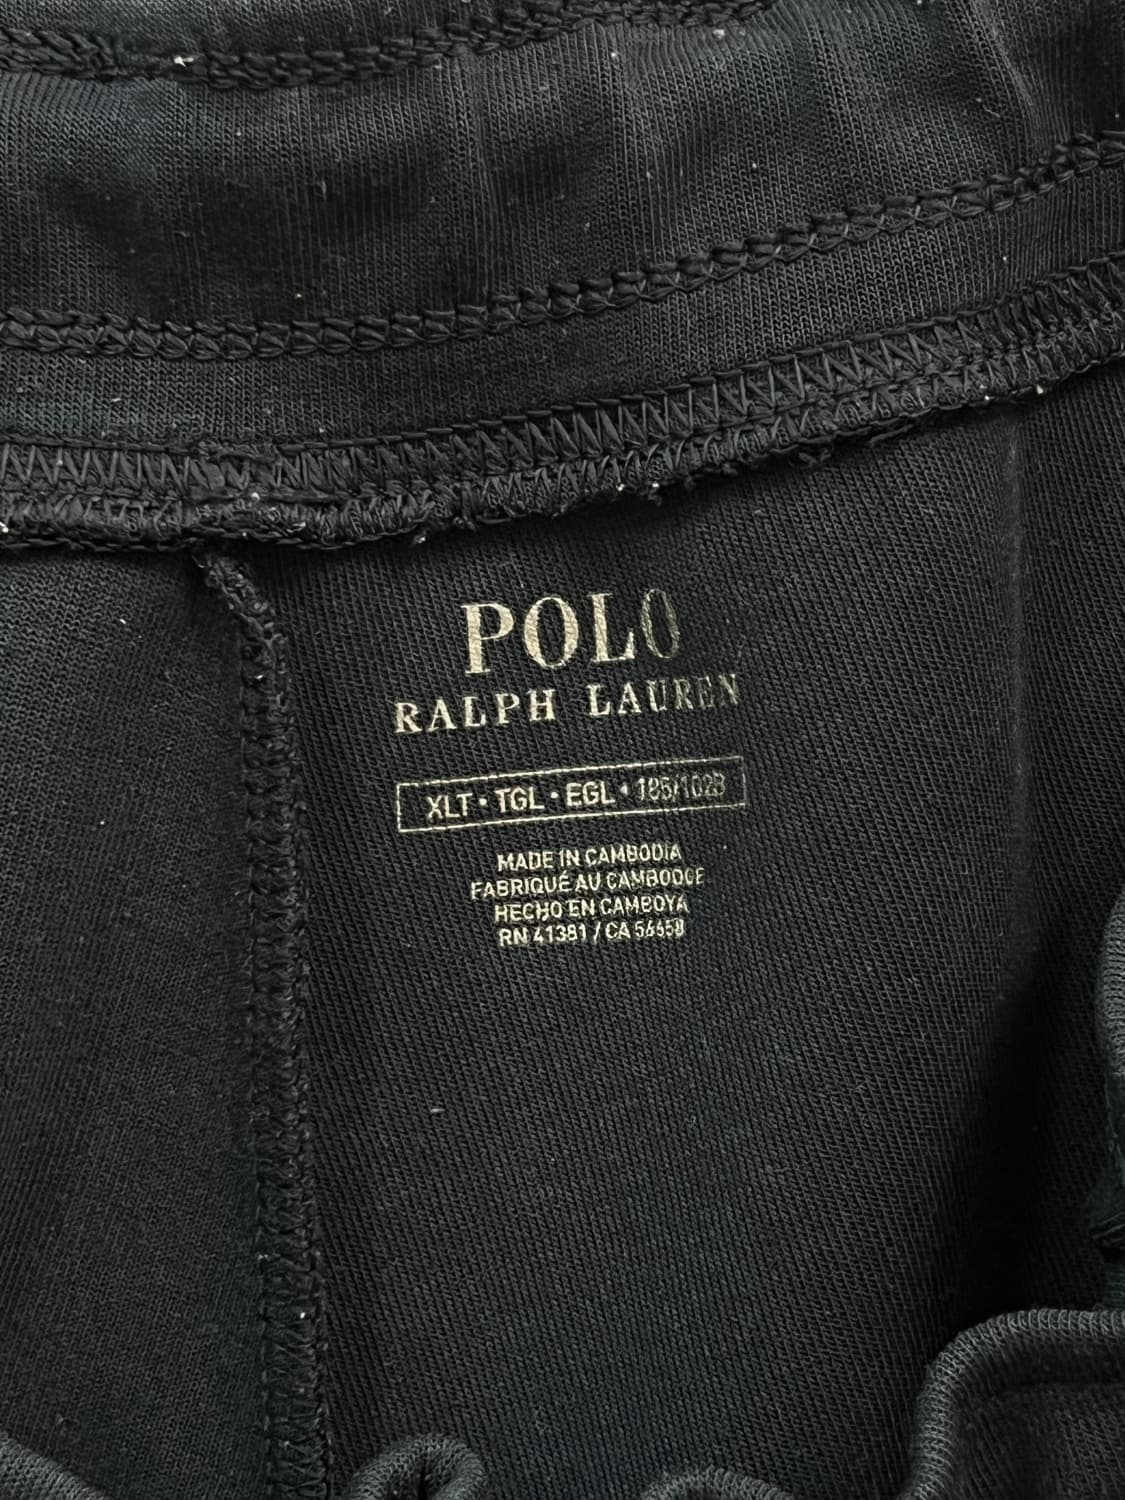 POLO
RALPH LAUREN
XLT • TGL • EGL • 185/102B
MADE IN CAMBODIA
FABRIQUÉ AU CAMBODGE
HECHO EN CAMBOYA
RN 41381 / CA 56650